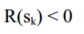 R(sₖ) < 0